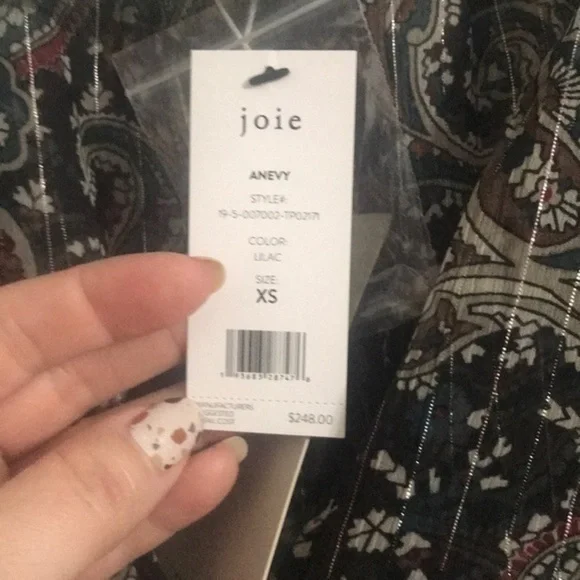 joie
ANEVY
STYLE#:
19-5-007002-TP02171
COLOR:
LILAC
SIZE:
XS
$248.00